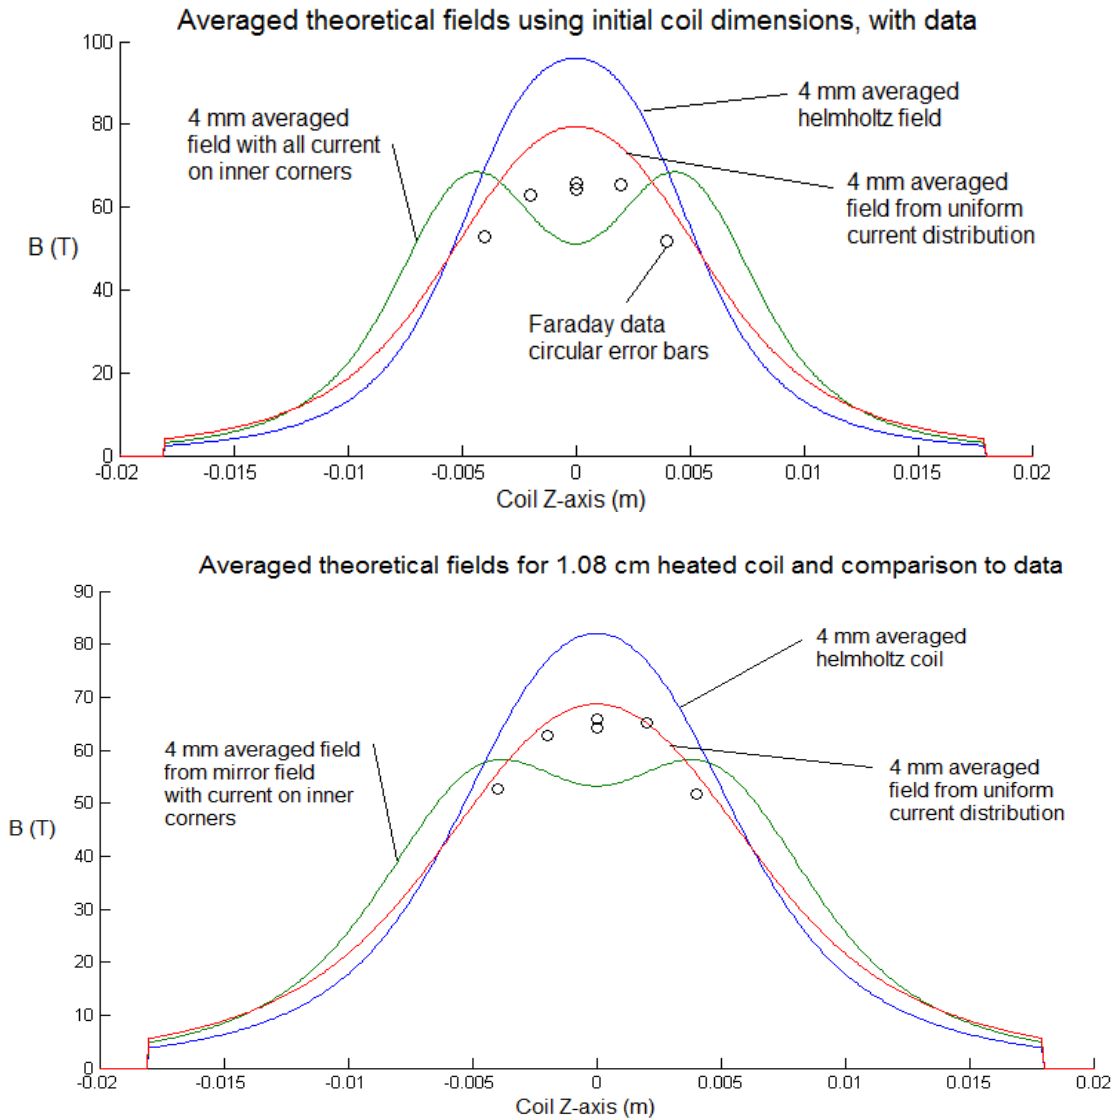 Averaged theoretical fields using initial coil dimensions, with data
100
80
60
40
20
0
B (T)
4 mm averaged
field with all current
on inner corners
4 mm averaged
helmholtz field
4 mm averaged
field from uniform
current distribution
Faraday data
circular error bars
-0.02
-0.015
-0.01
-0.005
0
0.005
0.01
0.015
0.02
Coil Z-axis (m)
Averaged theoretical fields for 1.08 cm heated coil and comparison to data
90
80
70
60
50
40
30
20
10
0
B (T)
4 mm averaged
helmholtz coil
4 mm averaged field
from mirror field
with current on inner
corners
4 mm averaged
field from uniform
current distribution
-0.02
-0.015
-0.01
-0.005
0
0.005
0.01
0.015
0.02
Coil Z-axis (m)